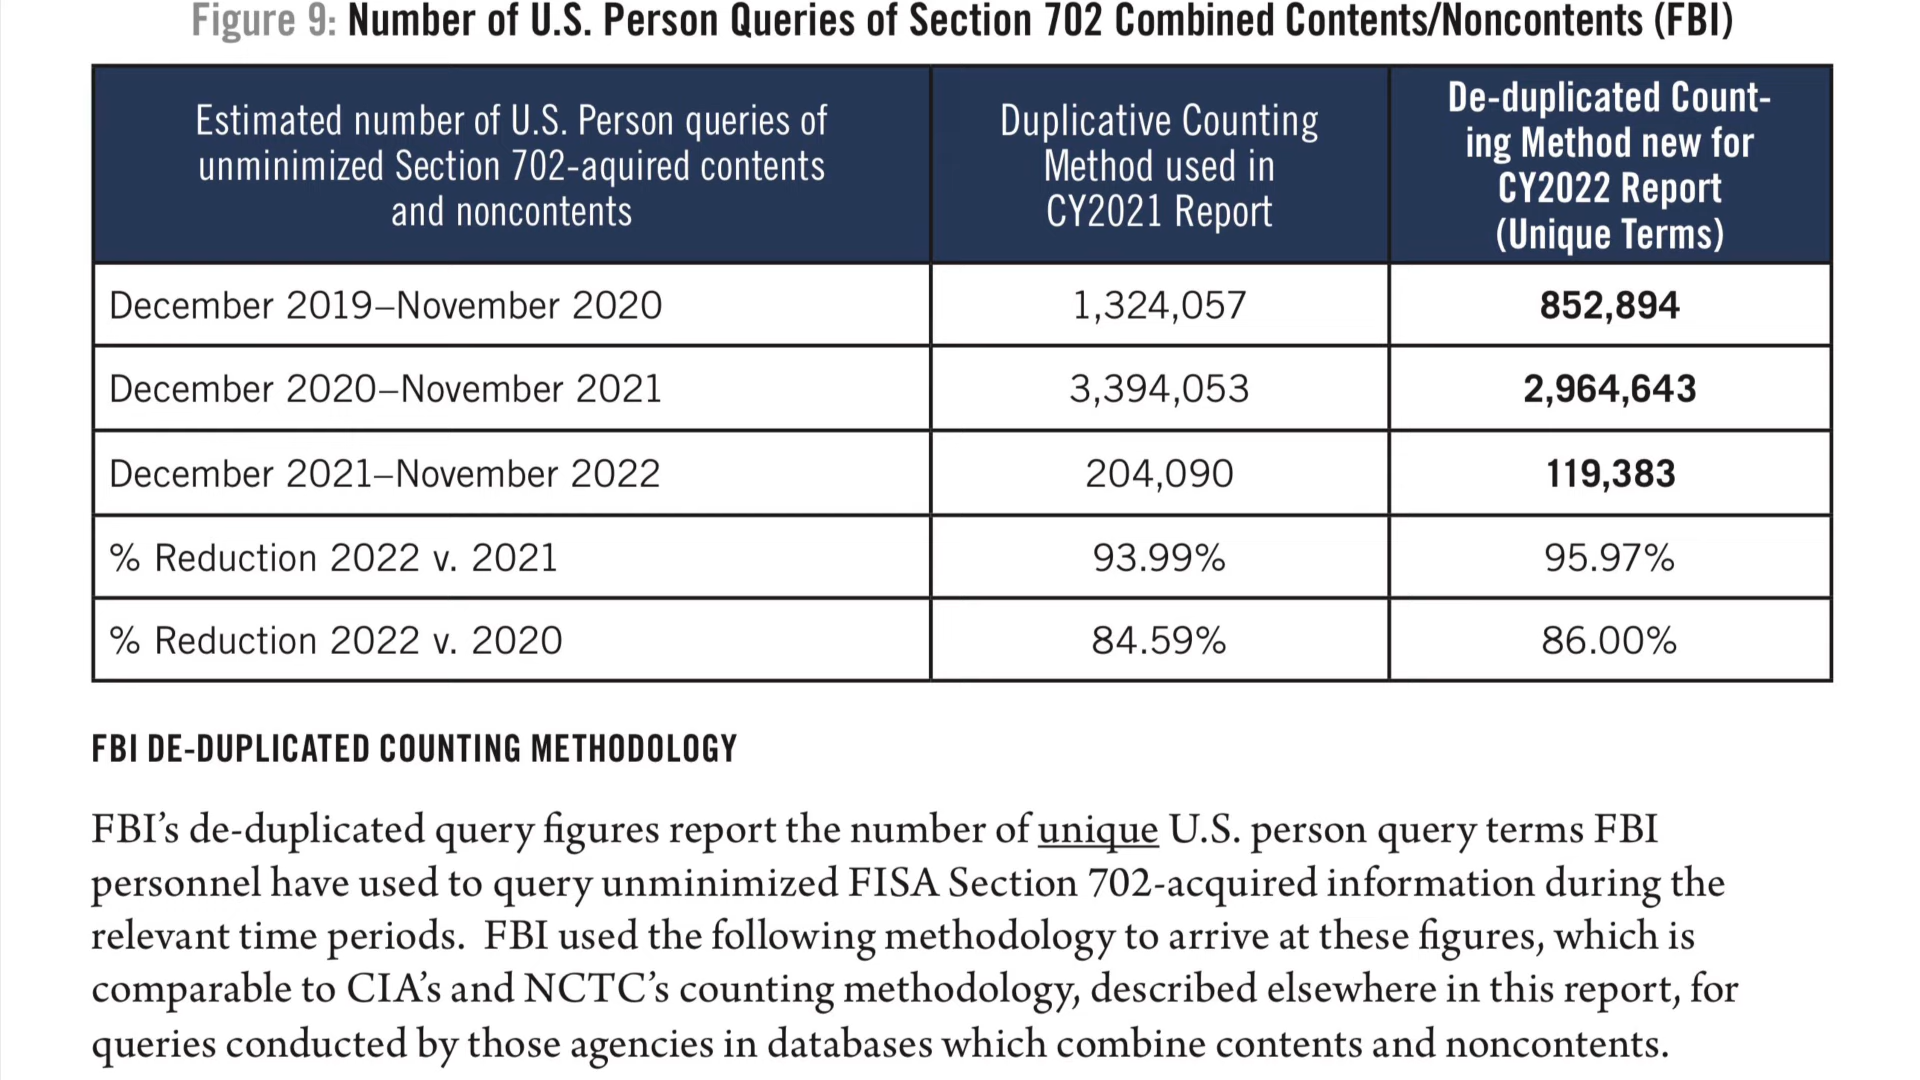 Figure 9: Number of U.S. Person Queries of Section 702 Combined Contents/Noncontents (FBI)
Estimated number of U.S. Person queries of
unminimized Section 702-aquired contents
and noncontents
Duplicative Counting
Method used in
CY2021 Report
De-duplicated Count-
ing Method new for
CY2022 Report
(Unique Terms)
December 2019–November 2020 1,324,057 852,894
December 2020–November 2021 3,394,053 2,964,643
December 2021–November 2022 204,090 119,383
% Reduction 2022 v. 2021 93.99% 95.97%
% Reduction 2022 v. 2020 84.59% 86.00%
FBI DE-DUPLICATED COUNTING METHODOLOGY
FBI’s de-duplicated query figures report the number of unique U.S. person query terms FBI
personnel have used to query unminimized FISA Section 702-acquired information during the
relevant time periods. FBI used the following methodology to arrive at these figures, which is
comparable to CIA’s and NCTC’s counting methodology, described elsewhere in this report, for
queries conducted by those agencies in databases which combine contents and noncontents.